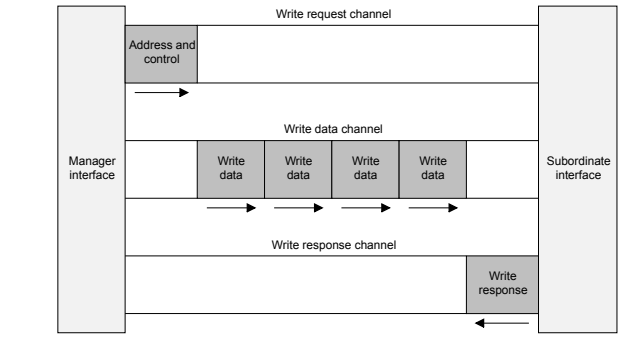 Write request channel
Address and
control
Write data channel
Manager
interface
Write
data
Write
data
Write
data
Write
data
Subordinate
interface
Write response channel
Write
response